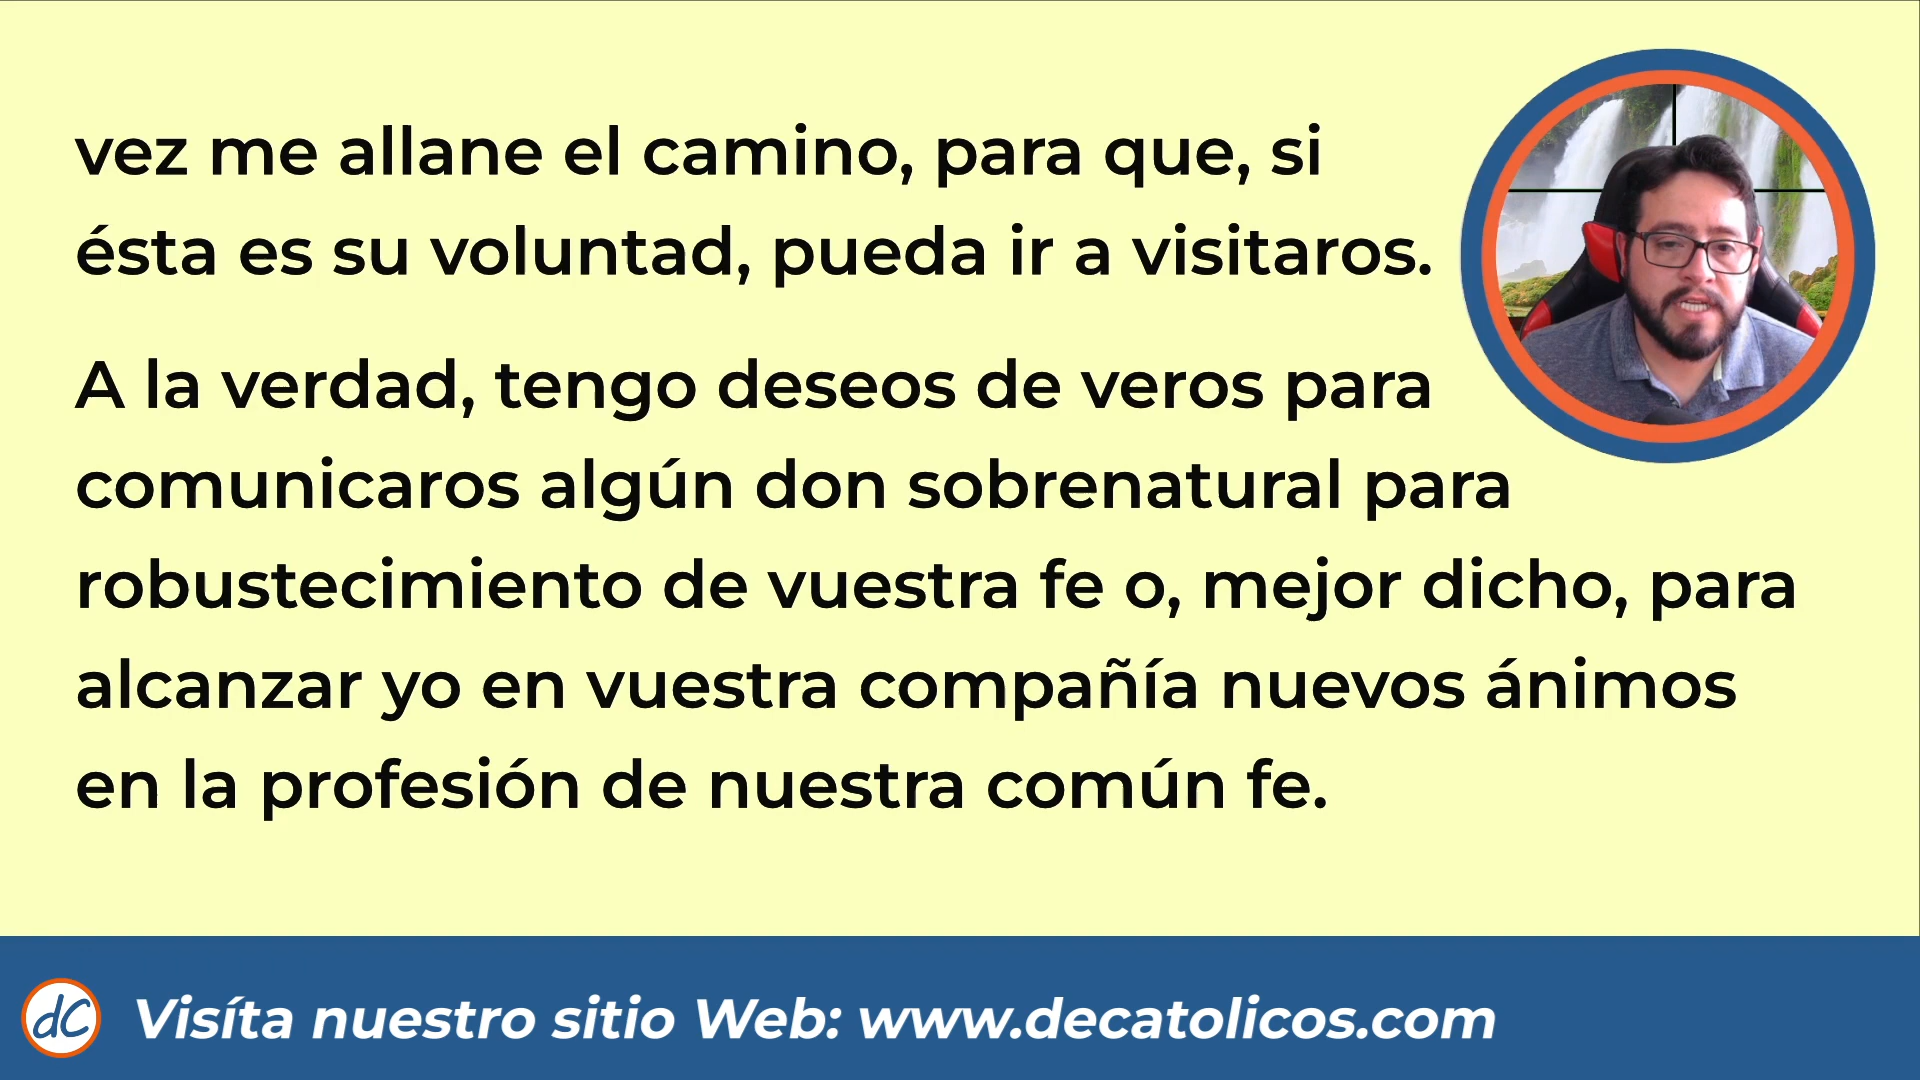 vez me allane el camino, para que, si
ésta es su voluntad, pueda ir a visitaros.
A la verdad, tengo deseos de veros para
comunicaros algún don sobrenatural para
robustecimiento de vuestra fe o, mejor dicho, para
alcanzar yo en vuestra compañía nuevos ánimos
en la profesión de nuestra común fe.
dC Visíta nuestro sitio Web: www.decatolicos.com